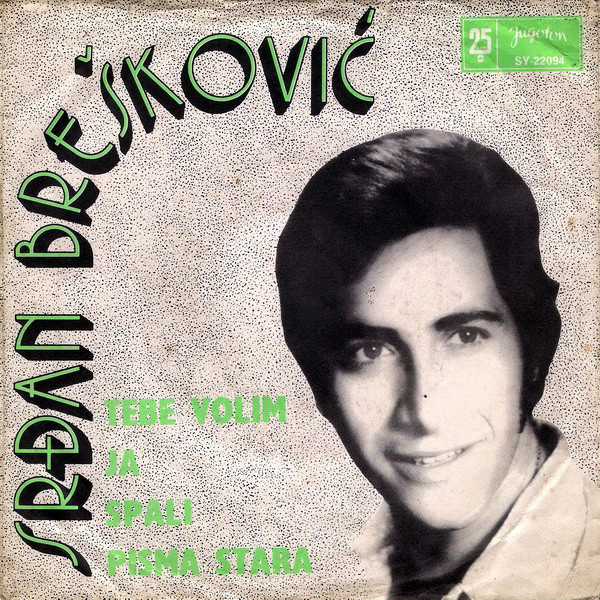 SRĐAN BREŠKOVIĆ
25
G
Jugoton
SY-22094
TEBE VOLIM
JA
SPALI
PISMA STARA